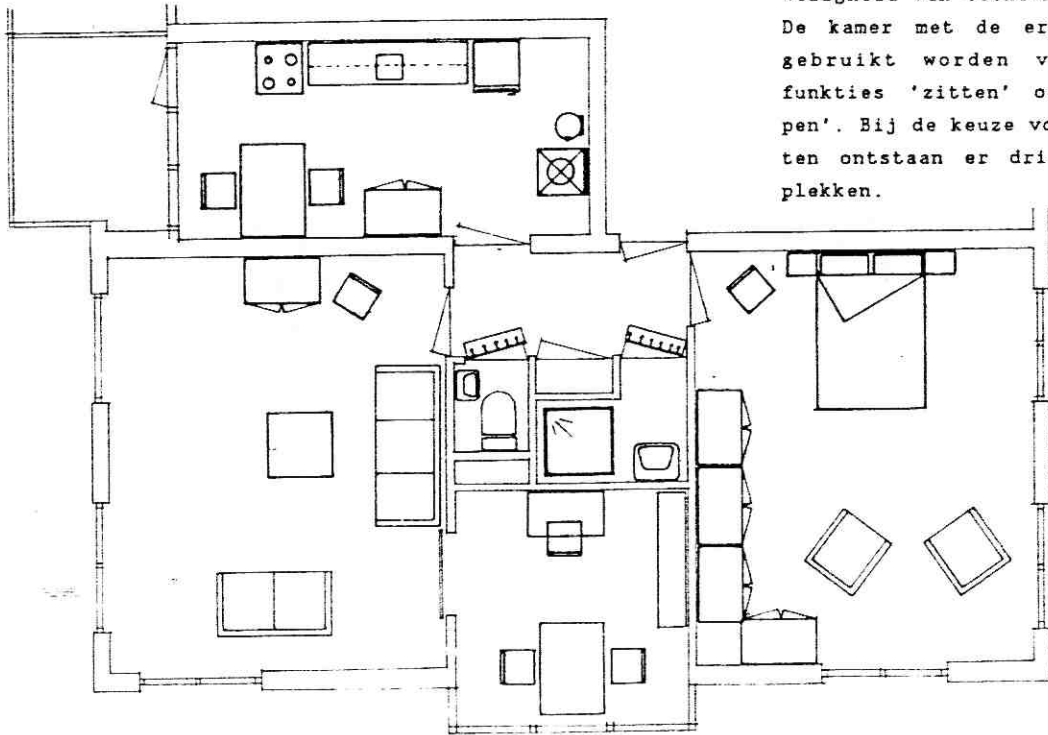 De kamer met de er
gebruikt worden v
funkties 'zitten' o
pen'. Bij de keuze vo
ten ontstaan er dri
plekken.